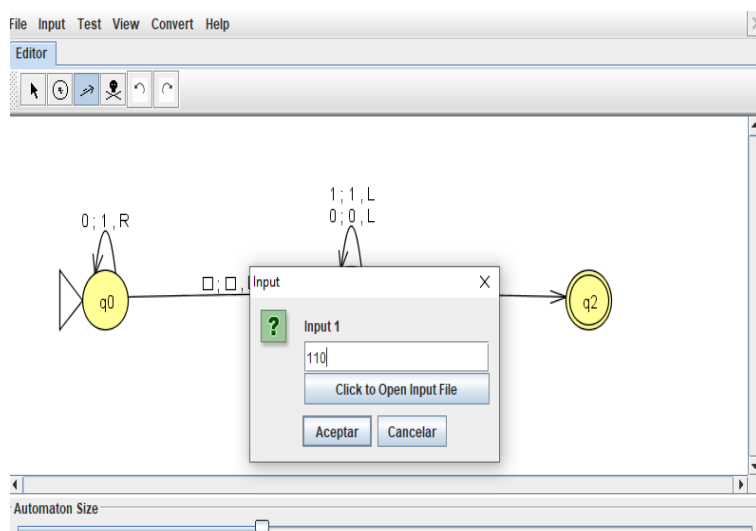 File Input Test View Convert Help
Editor
1 ; 1 , L
0 ; 0 , L
0 ; 1 , R
□ ; □ ,
q0
q2
Input
X
?
Input 1
110
Click to Open Input File
Aceptar Cancelar
Automaton Size